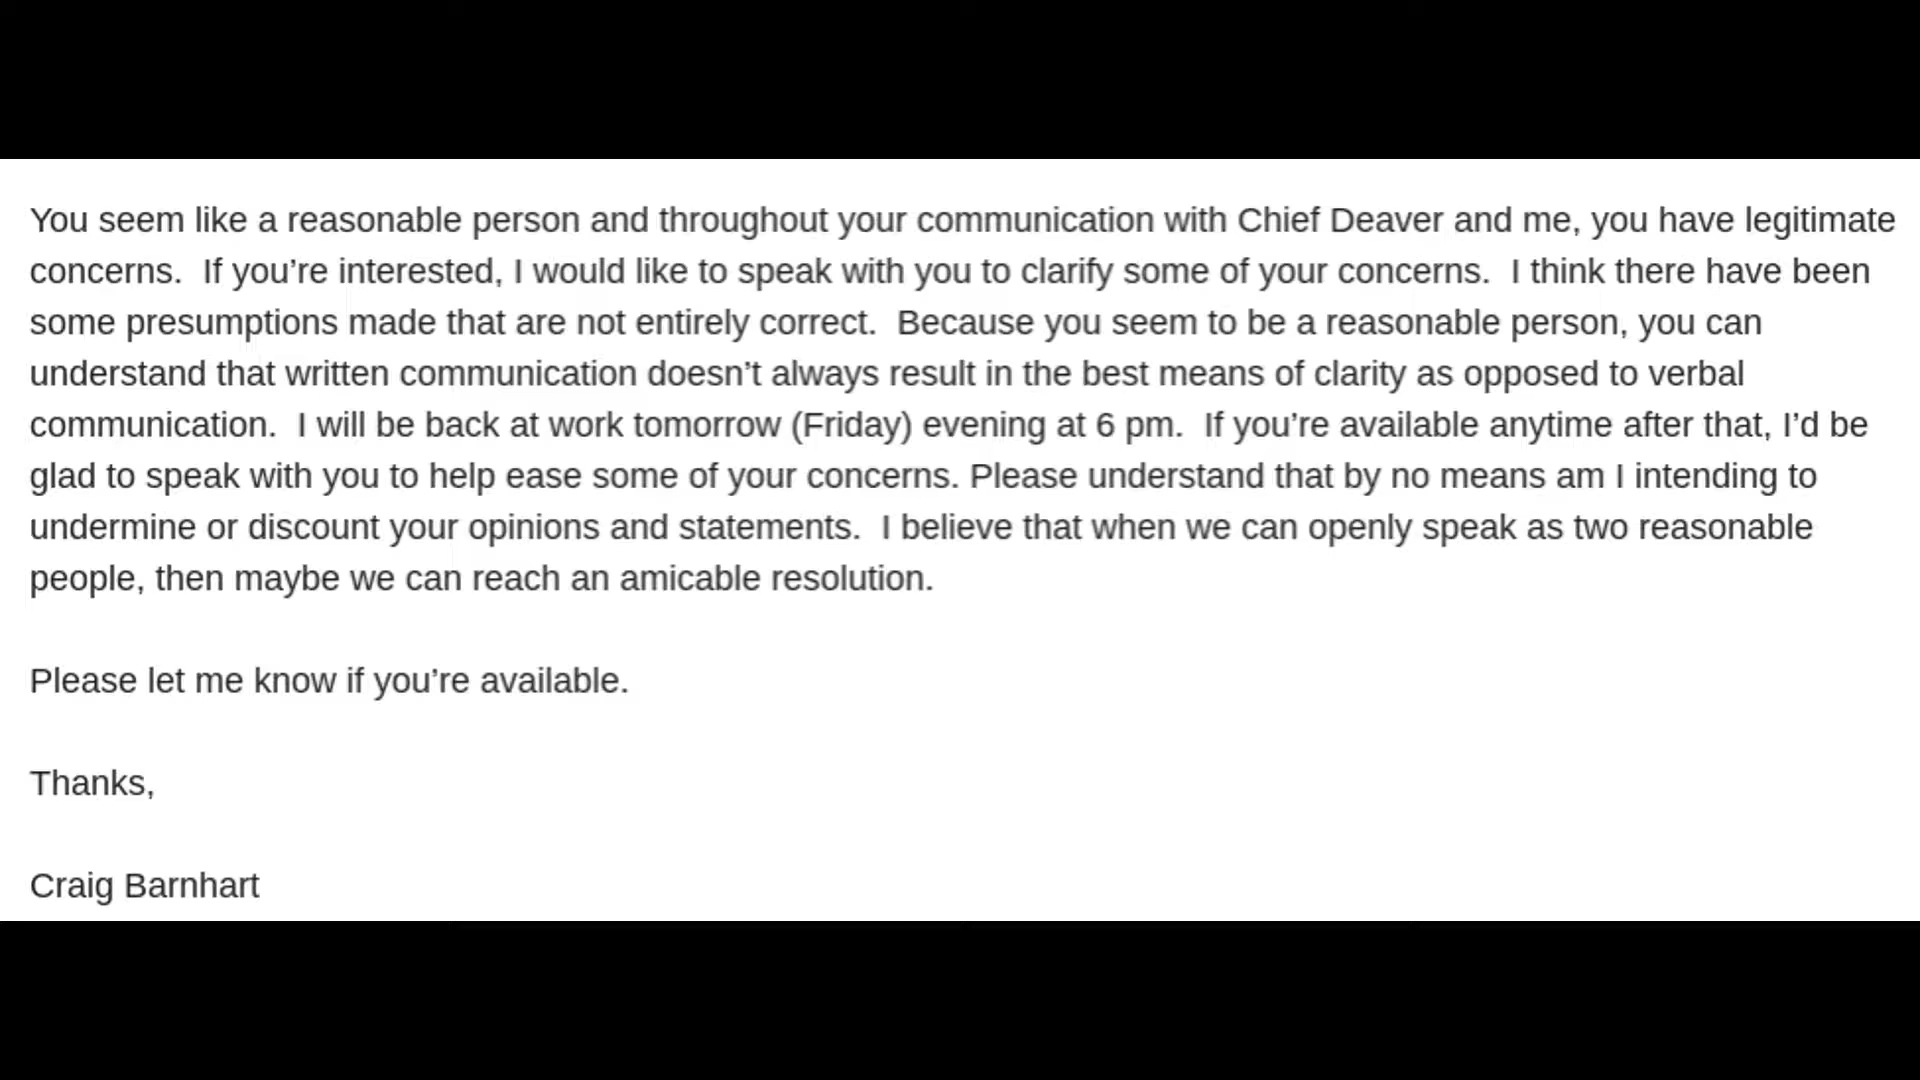 You seem like a reasonable person and throughout your communication with Chief Deaver and me, you have legitimate
concerns.  If you’re interested, I would like to speak with you to clarify some of your concerns.  I think there have been
some presumptions made that are not entirely correct.  Because you seem to be a reasonable person, you can
understand that written communication doesn’t always result in the best means of clarity as opposed to verbal
communication.  I will be back at work tomorrow (Friday) evening at 6 pm.  If you’re available anytime after that, I’d be
glad to speak with you to help ease some of your concerns. Please understand that by no means am I intending to
undermine or discount your opinions and statements.  I believe that when we can openly speak as two reasonable
people, then maybe we can reach an amicable resolution.
Please let me know if you’re available.
Thanks,
Craig Barnhart